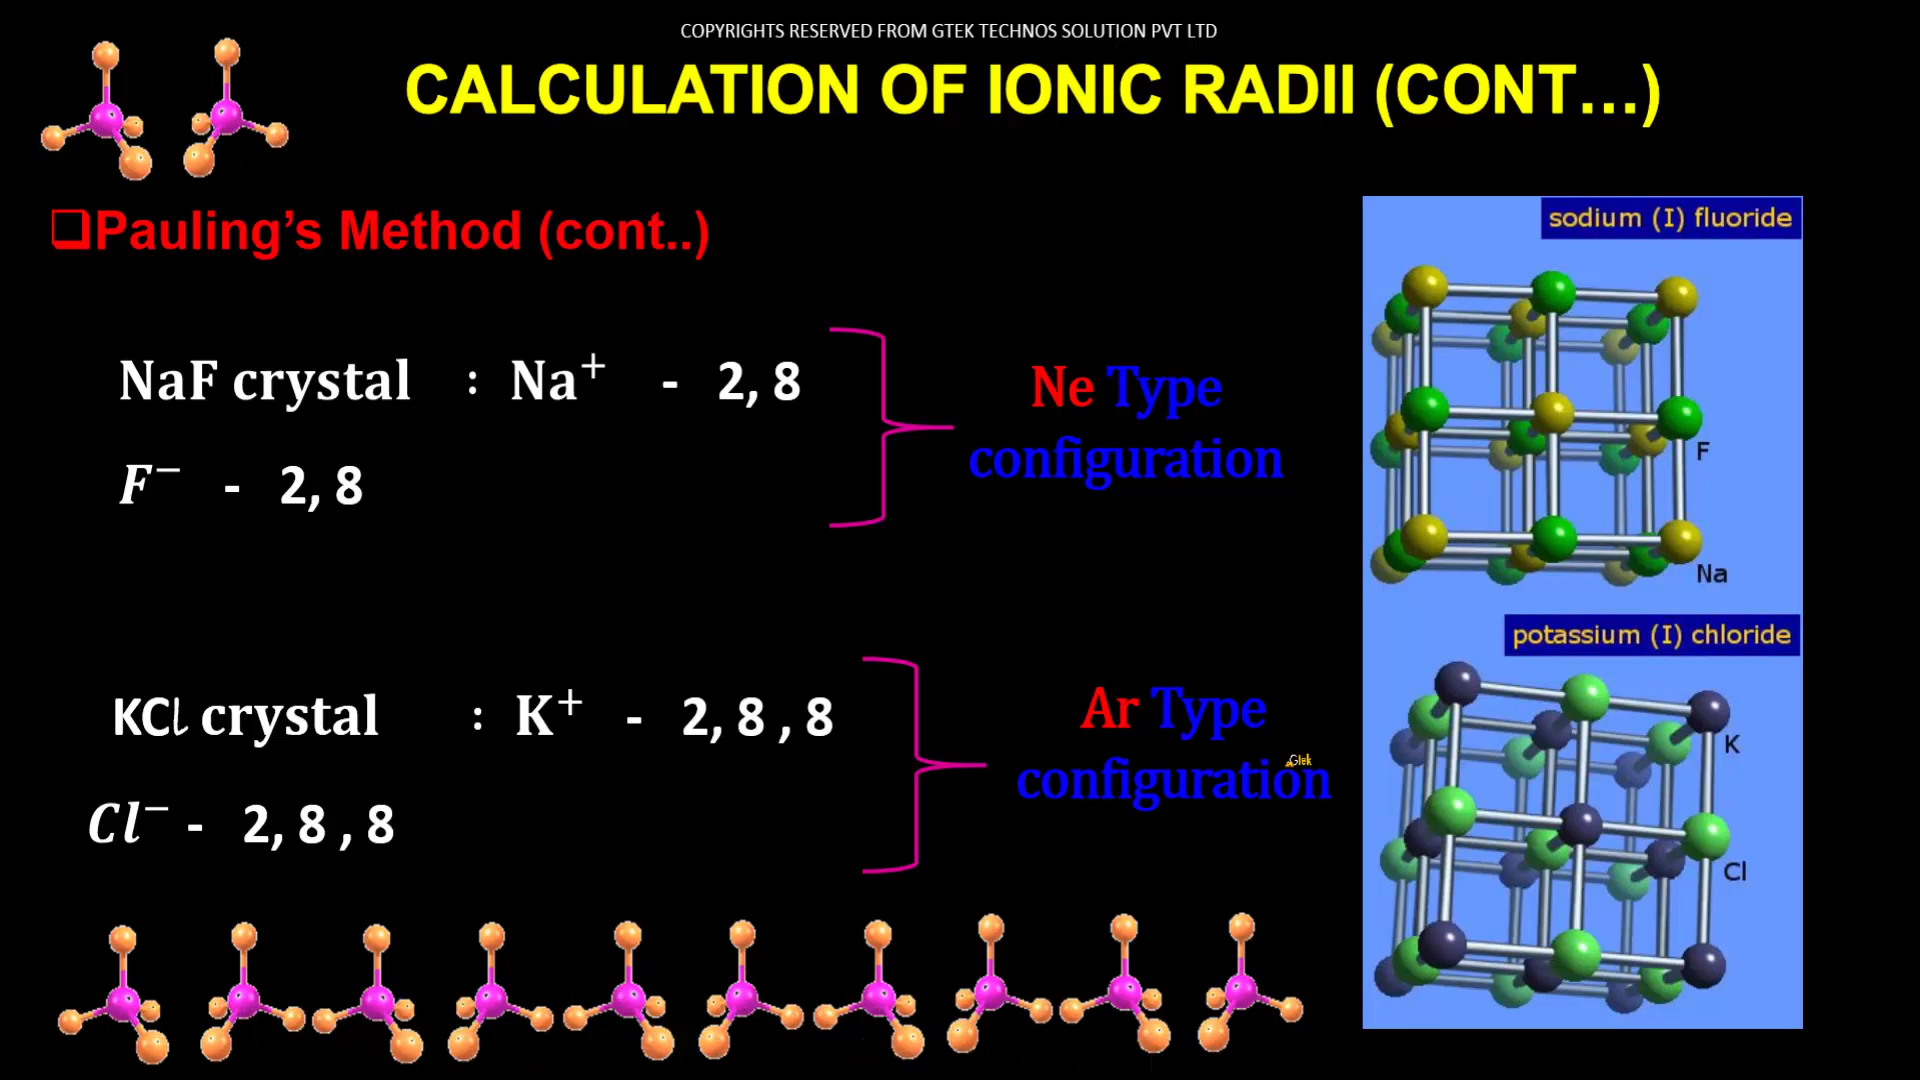 COPYRIGHTS RESERVED FROM GTEK TECHNOS SOLUTION PVT LTD
CALCULATION OF IONIC RADII (CONT…)
❑Pauling’s Method (cont..)
NaF crystal : Na⁺ - 2, 8
F⁻ - 2, 8
Ne Type
configuration
KCl crystal : K⁺ - 2, 8 , 8
Cl⁻ - 2, 8 , 8
Ar Type
configuration
Gtek
sodium (I) fluoride
F
Na
potassium (I) chloride
K
Cl